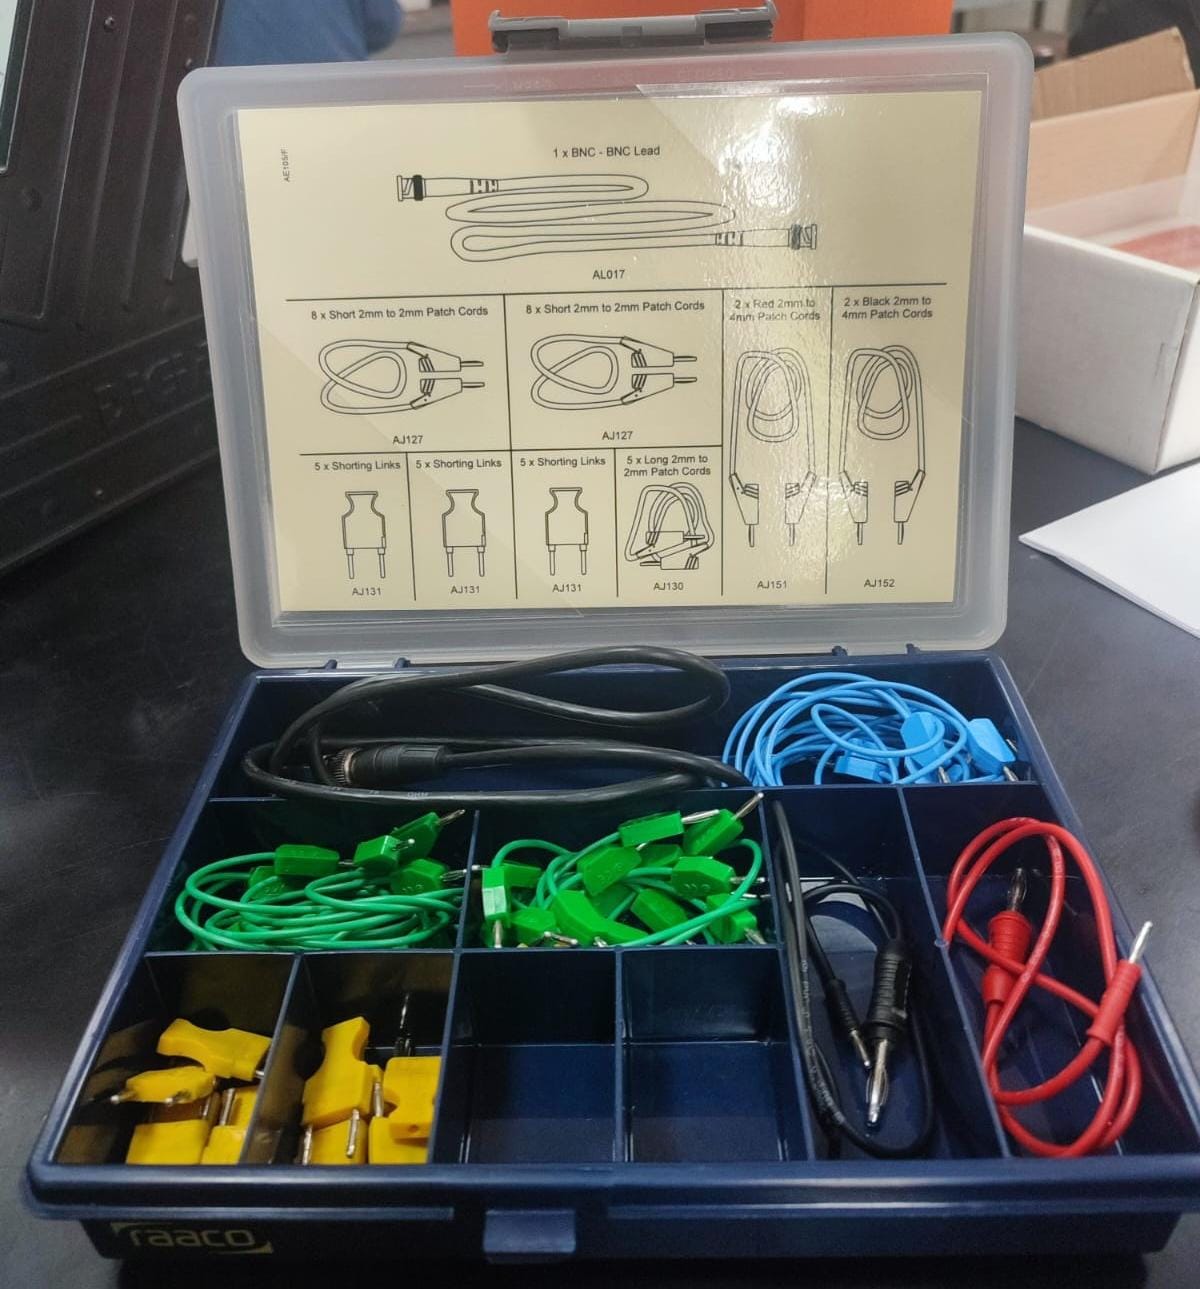 AE105/F
1 x BNC - BNC Lead
AL017
8 x Short 2mm to 2mm Patch Cords
AJ127
8 x Short 2mm to 2mm Patch Cords
AJ127
2 x Red 2mm to
4mm Patch Cords
AJ151
2 x Black 2mm to
4mm Patch Cords
AJ152
5 x Shorting Links
AJ131
5 x Shorting Links
AJ131
5 x Shorting Links
AJ131
5 x Long 2mm to
2mm Patch Cords
AJ130
raaco